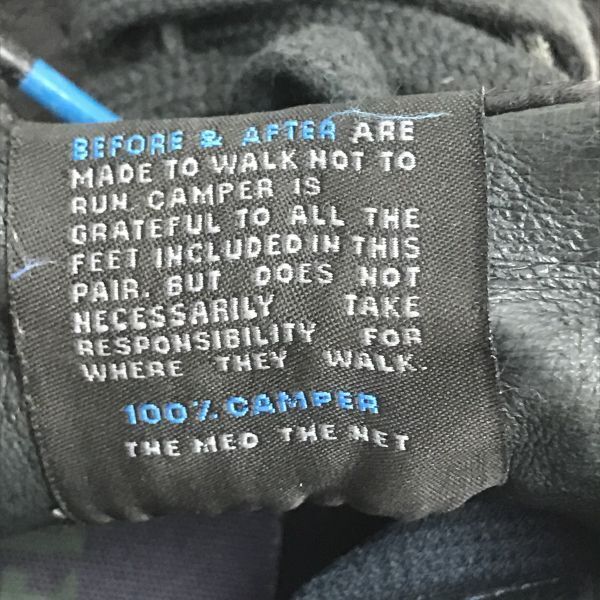 BEFORE & AFTER ARE
MADE TO WALK NOT TO
RUN. CAMPER IS
GRATEFUL TO ALL THE
FEET INCLUDED IN THIS
PAIR. BUT DOES NOT
NECESSARILY TAKE
RESPONSIBILITY FOR
WHERE THEY WALK.
100% CAMPER
THE MED THE NET